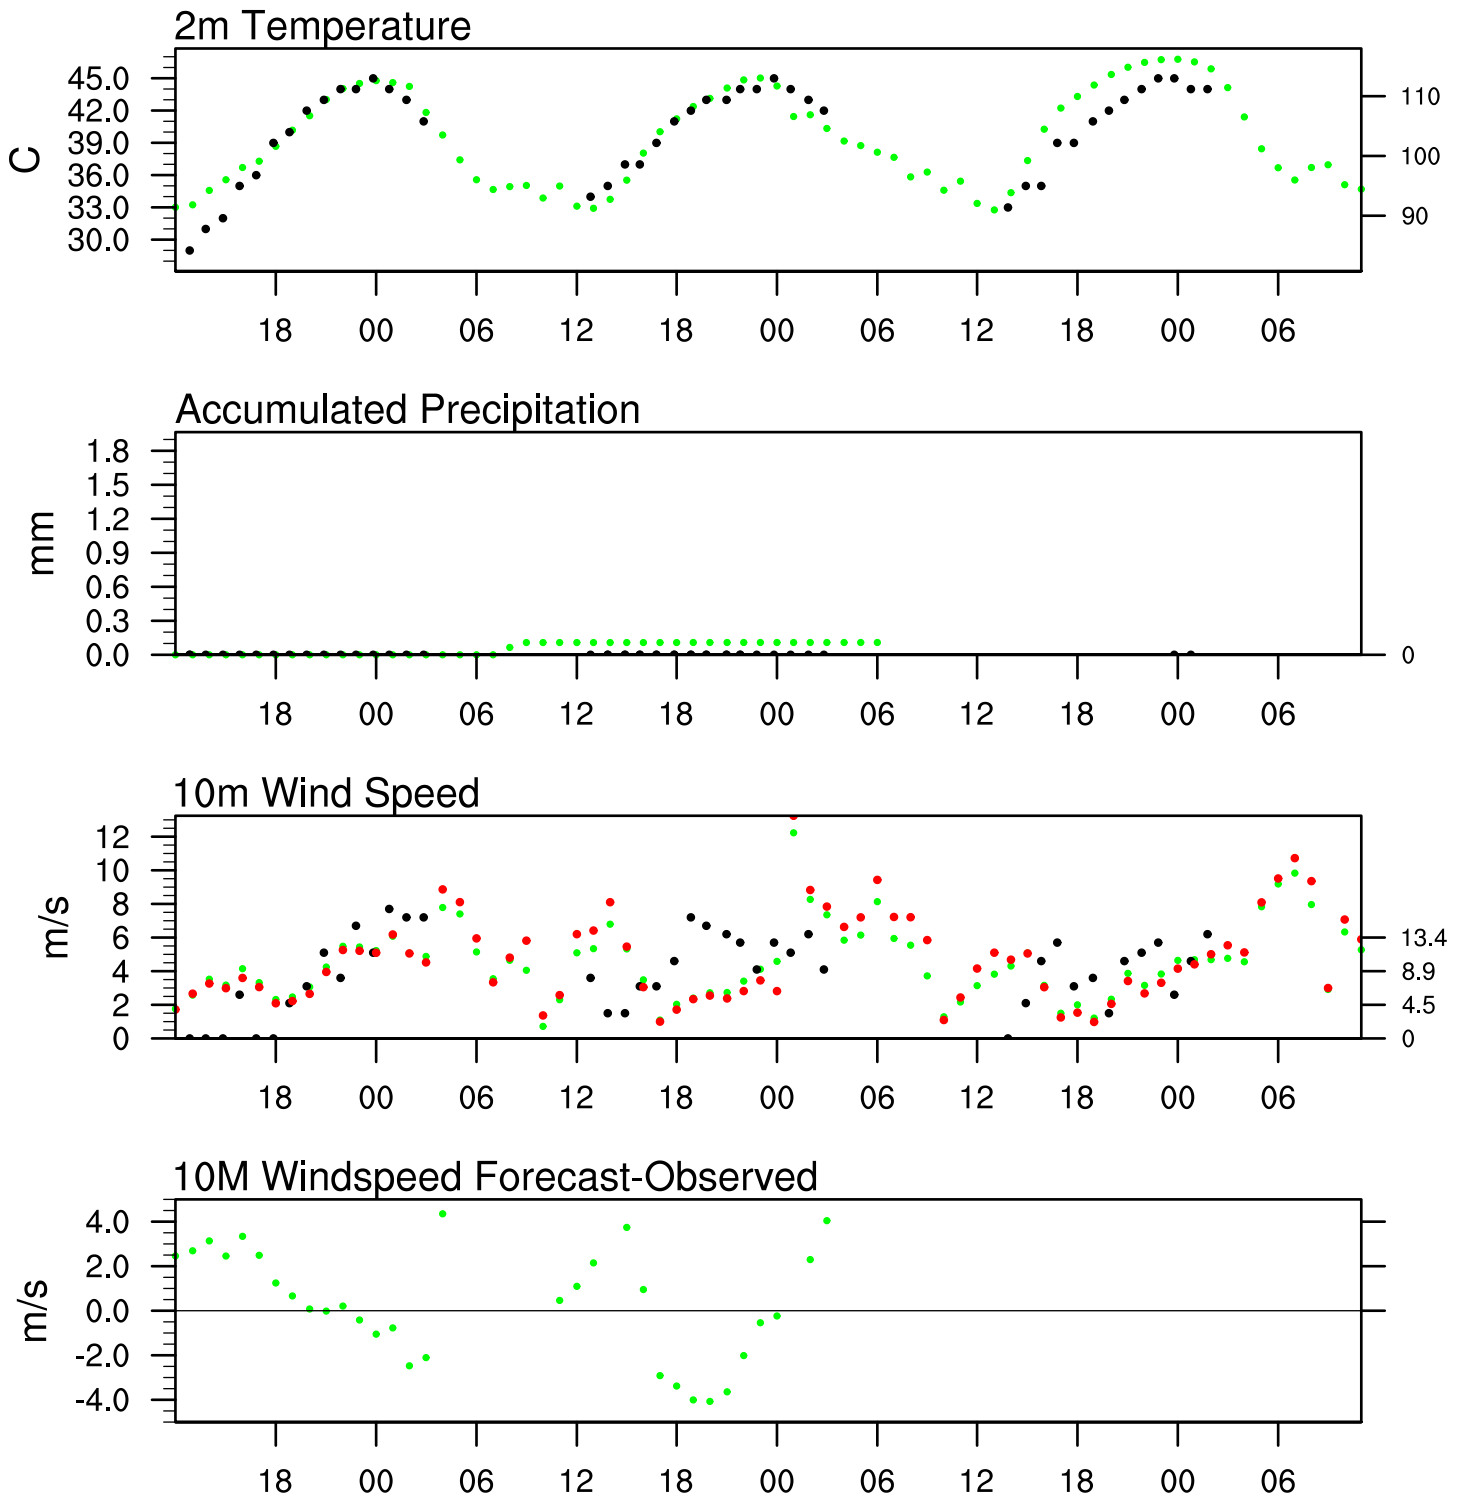 2m Temperature
45.0
42.0
39.0
36.0
33.0
30.0
C
110
100
90
18 00 06 12 18 00 06 12 18 00 06
Accumulated Precipitation
1.8
1.5
1.2
0.9
0.6
0.3
0.0
mm
0
18 00 06 12 18 00 06 12 18 00 06
10m Wind Speed
12
10
8
6
4
2
0
m/s
13.4
8.9
4.5
0
18 00 06 12 18 00 06 12 18 00 06
10M Windspeed Forecast-Observed
4.0
2.0
0.0
-2.0
-4.0
m/s
18 00 06 12 18 00 06 12 18 00 06